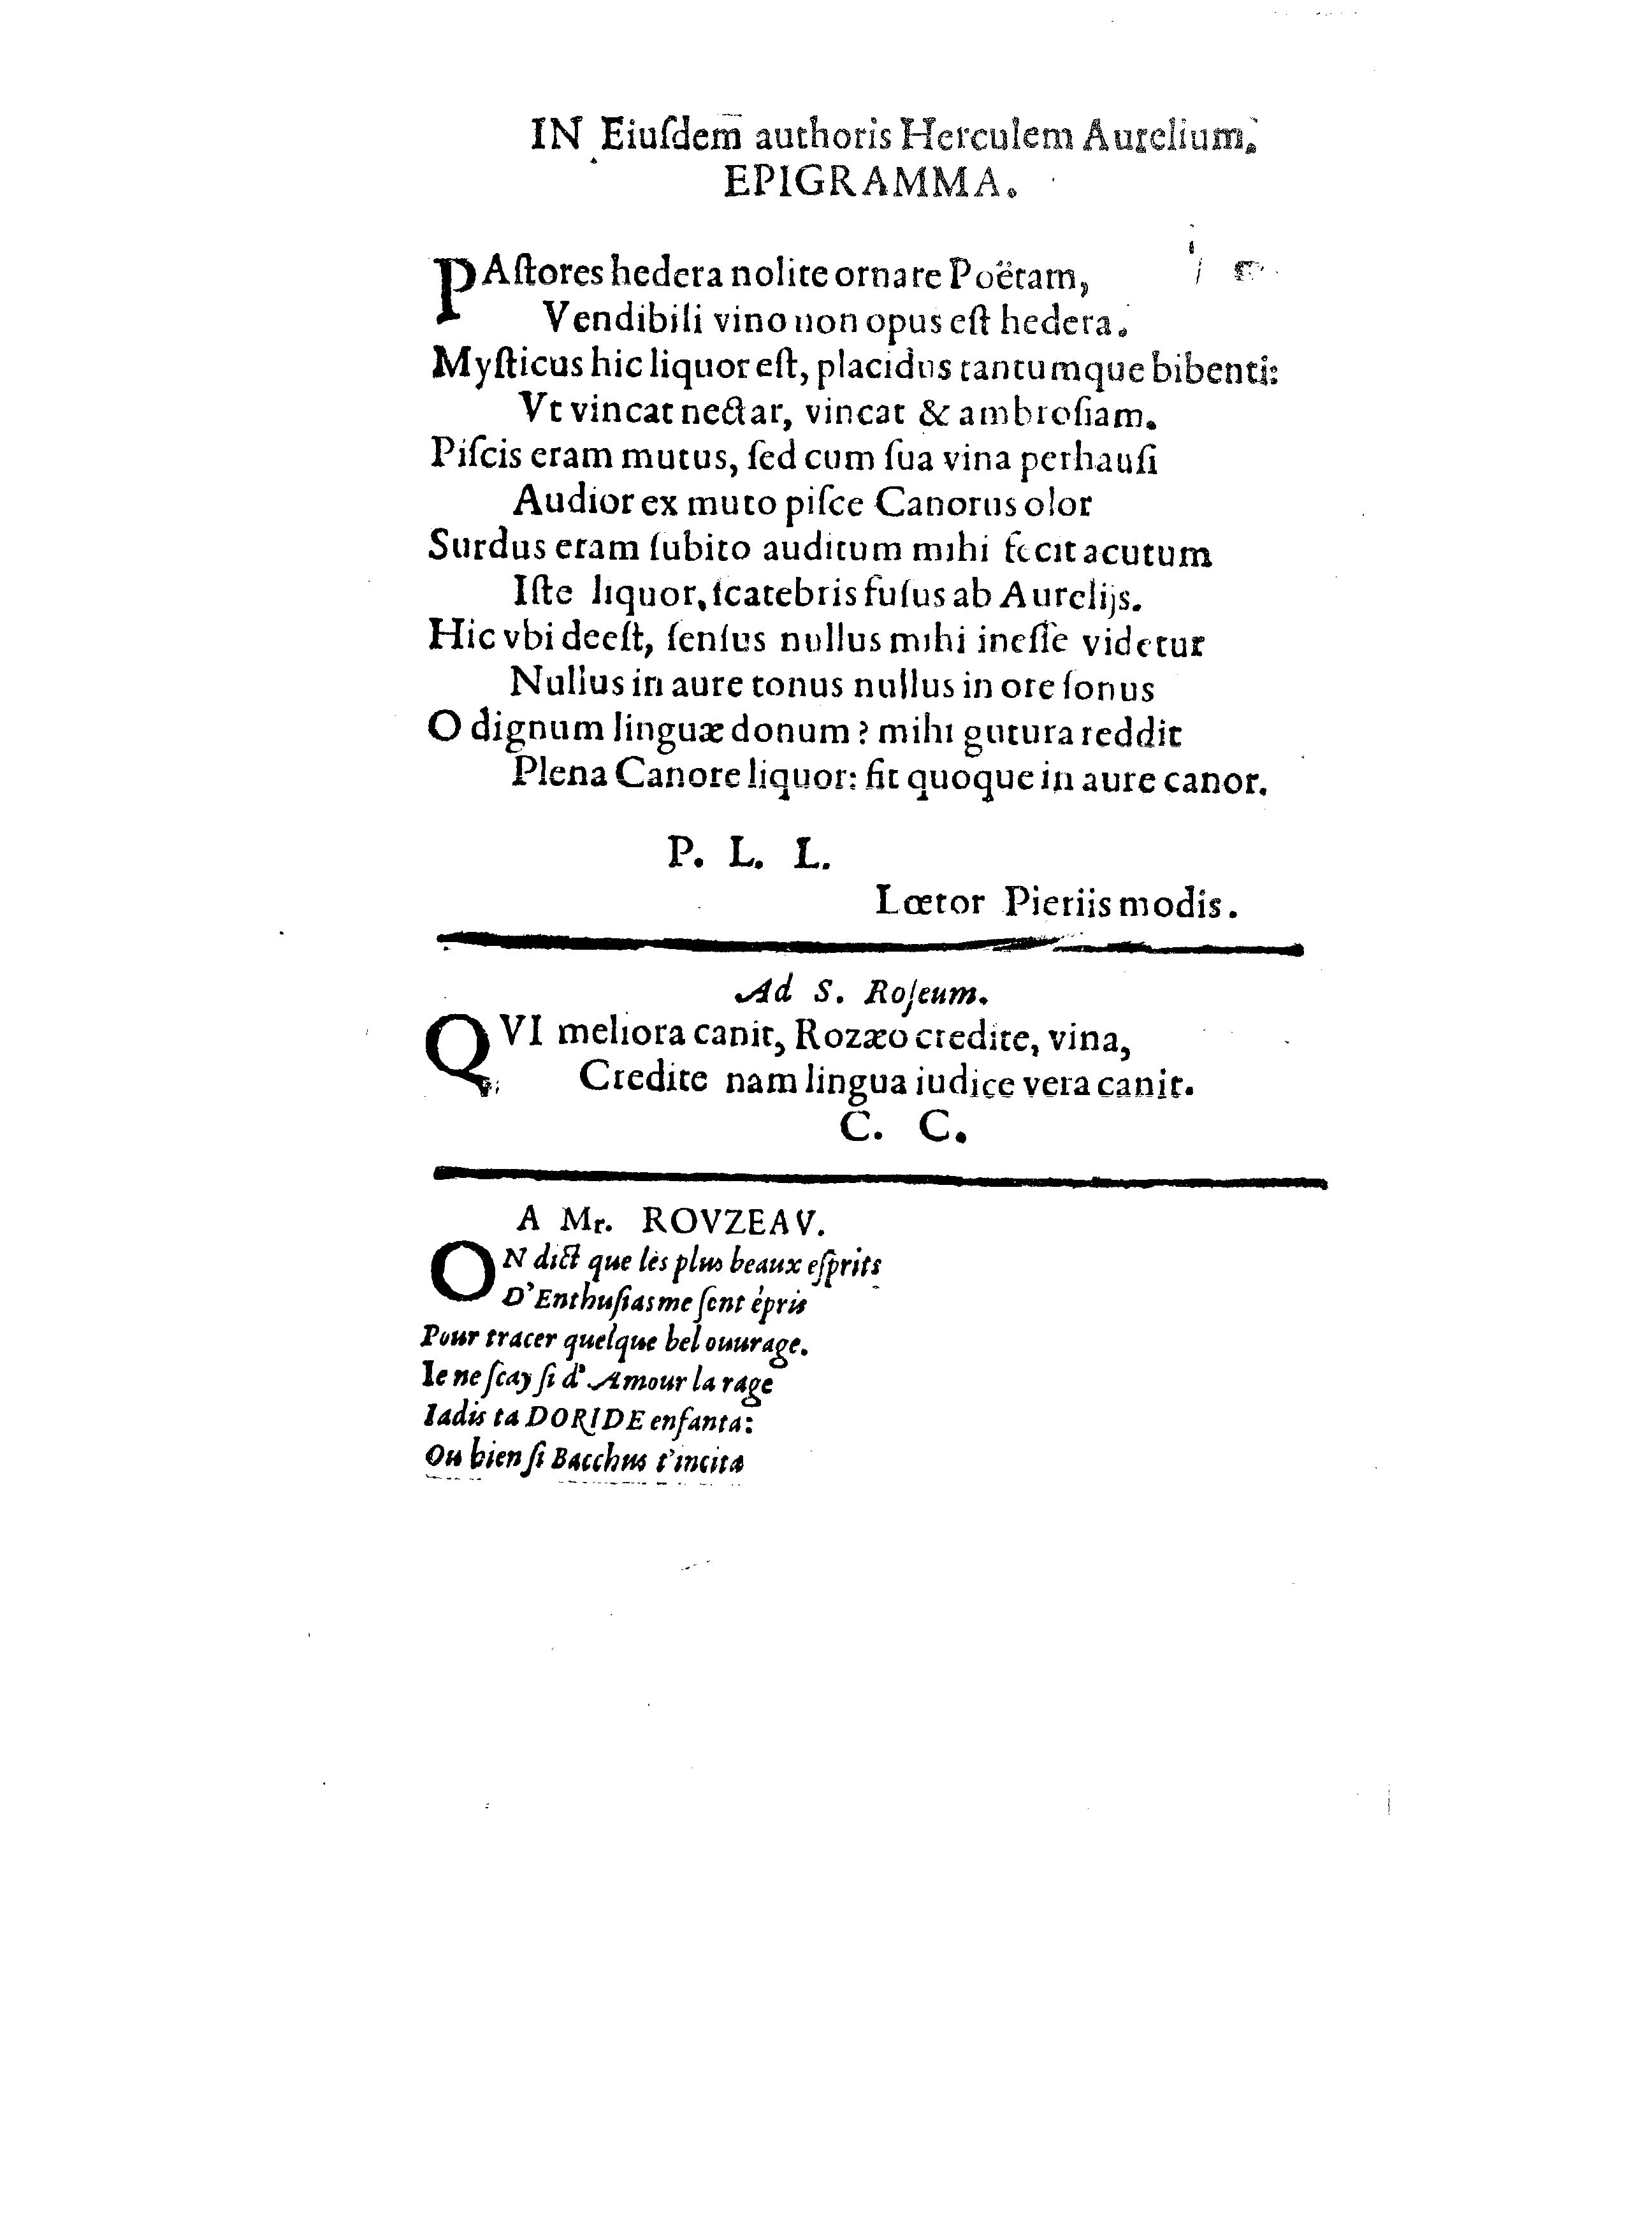 IN Eiuſdem authoris Herculem Aurelium.
EPIGRAMMA.
PAſtores hedera nolite ornare Poëtam,
Vendibili vino non opus eſt hedera.
Myſticus hic liquor eſt, placidus tantumque bibenti:
Vt vincat nectar, vincat & ambroſiam.
Piſcis eram mutus, ſed cum ſua vina perhauſi
Audior ex muto piſce Canorus olor
Surdus eram ſubito auditum mihi fecit acutum
Iſte liquor, ſcatebris fuſus ab Aurelijs.
Hic vbi deeſt, ſenſus nullus mihi ineſſe videtur
Nullus in aure tonus nullus in ore ſonus
O dignum linguæ donum? mihi gutura reddit
Plena Canore liquor: fit quoque in aure canor.
P. L. L.
Lœtor Pieriis modis.
Ad S. Roſeum.
QVI meliora canit, Rozæo credite, vina,
Credite nam lingua iudice vera canit.
C. C.
A Mr. ROVZEAV.
ON dict que les plus beaux eſprits
D'Enthuſiasme ſont épris
Pour tracer quelque bel ouurage.
Ie ne ſcay ſi d'Amour la rage
Iadis ta DORIDE enfanta:
Ou bien ſi Bacchus t'incita